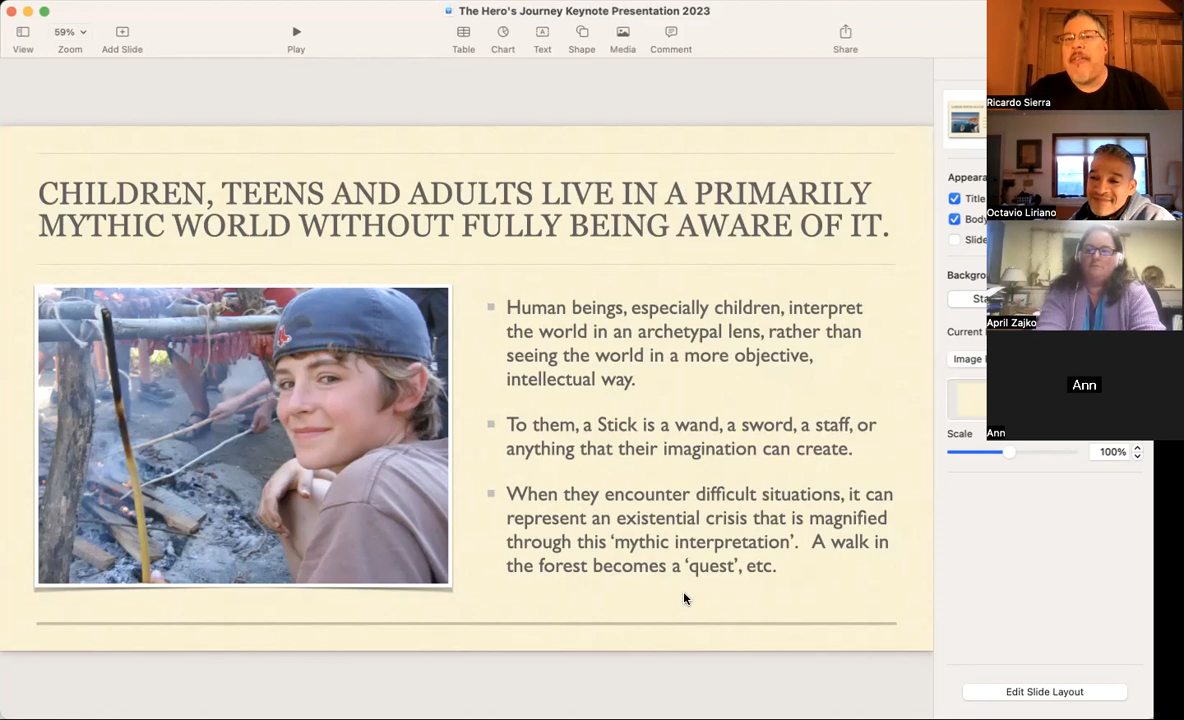 The Hero's Journey Keynote Presentation 2023
59%
View
Zoom
Add Slide
Play
Table
Chart
Text
Shape
Media
Comment
Share
CHILDREN, TEENS AND ADULTS LIVE IN A PRIMARILY
MYTHIC WORLD WITHOUT FULLY BEING AWARE OF IT.
Human beings, especially children, interpret
the world in an archetypal lens, rather than
seeing the world in a more objective,
intellectual way.
To them, a Stick is a wand, a sword, a staff, or
anything that their imagination can create.
When they encounter difficult situations, it can
represent an existential crisis that is magnified
through this ‘mythic interpretation’. A walk in
the forest becomes a ‘quest’, etc.
Appea
Title
Body
Slide
Backgro
Sta
Current
Image
Scale
100%
Edit Slide Layout
Ricardo Sierra
Octavio Liriano
April Zajko
Ann
Ann